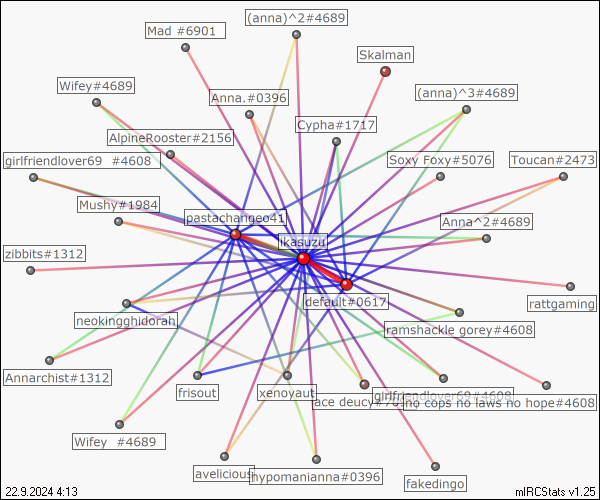 (anna)^2#4689
Mad #6901
Skalman
Wifey#4689
Anna.#0396
(anna)^3#4689
Cypha#1717
AlpineRooster#2156
girlfriendlover69 #4608
Soxy Foxy#5076
Toucan#2473
Mushy#1984
pastachangeo41
Anna^2#4689
likasuzu
zibbits#1312
default#0617
rattgaming
neokingghidorah
ramshackle gorey#4608
Annarchist#1312
frisout
xenoyaut
girlfriendlover69#4608
ace deucy
no cops no laws no hope#4608
Wifey #4689
avelicious
hypomanianna#0396
fakedingo
22.9.2024 4:13
mIRCStats v1.25